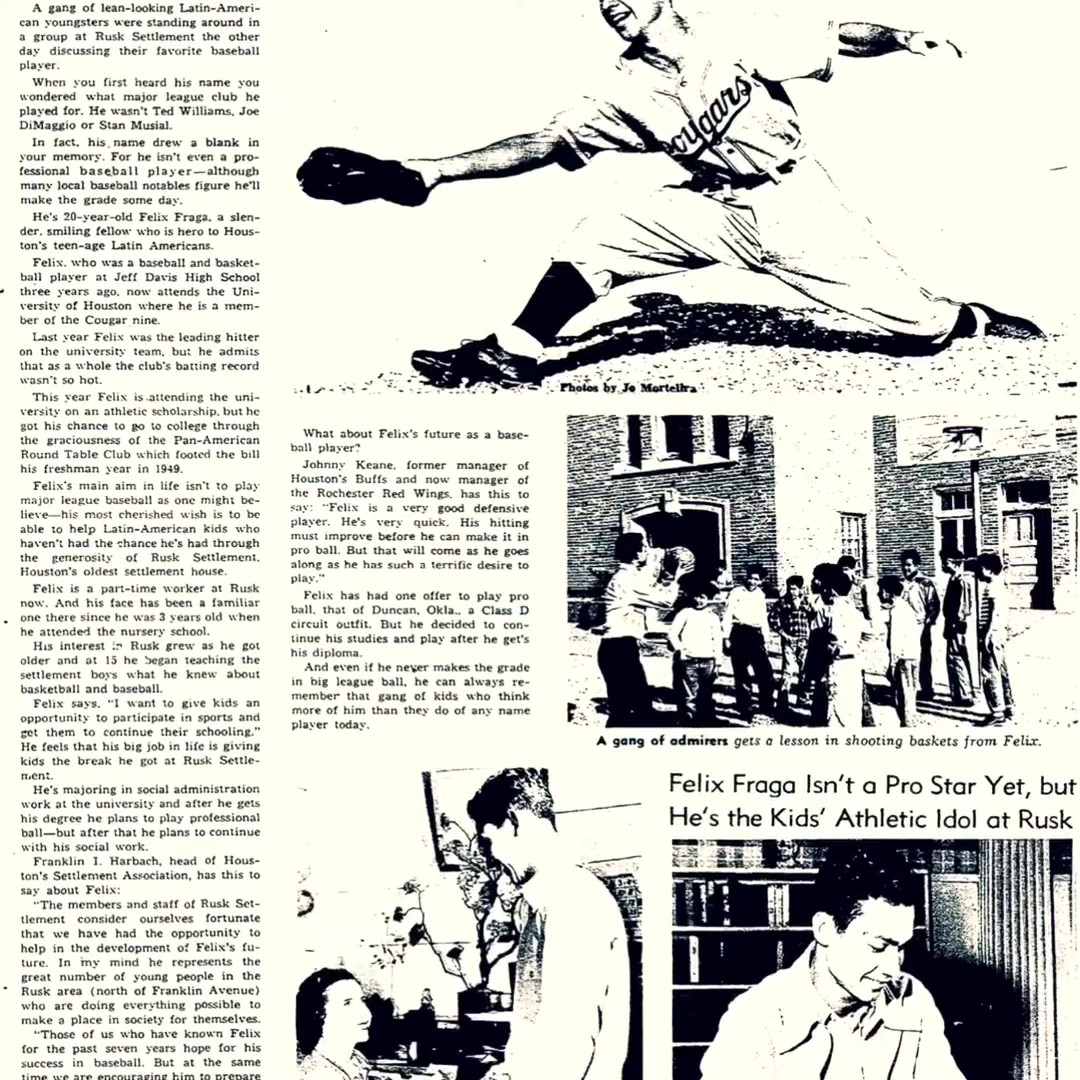 A gang of lean-looking Latin-Ameri-
can youngsters were standing around in
a group at Rusk Settlement the other
day discussing their favorite baseball
player.
When you first heard his name you
wondered what major league club he
played for. He wasn't Ted Williams, Joe
DiMaggio or Stan Musial.
In fact, his name drew a blank in
your memory. For he isn't even a pro-
fessional baseball player—although
many local baseball notables figure he'll
make the grade some day.
He's 20-year-old Felix Fraga, a slen-
der, smiling fellow who is hero to Hous-
ton's teen-age Latin Americans.
Felix, who was a baseball and basket-
ball player at Jeff Davis High School
three years ago, now attends the Uni-
versity of Houston where he is a mem-
ber of the Cougar nine.
Last year Felix was the leading hitter
on the university team, but he admits
that as a whole the club's batting record
wasn't so hot.
This year Felix is attending the uni-
versity on an athletic scholarship, but he
got his chance to go to college through
the graciousness of the Pan-American
Round Table Club which footed the bill
his freshman year in 1949.
Felix's main aim in life isn't to play
major league baseball as one might be-
lieve—his most cherished wish is to be
able to help Latin-American kids who
haven't had the chance he's had through
the generosity of Rusk Settlement,
Houston's oldest settlement house.
Felix is a part-time worker at Rusk
now. And his face has been a familiar
one there since he was 3 years old when
he attended the nursery school.
His interest in Rusk grew as he got
older and at 15 he began teaching the
settlement boys what he knew about
basketball and baseball.
Felix says, "I want to give kids an
opportunity to participate in sports and
get them to continue their schooling."
He feels that his big job in life is giving
kids the break he got at Rusk Settle-
ment.
He's majoring in social administration
work at the university and after he gets
his degree he plans to play professional
ball—but after that he plans to continue
with his social work.
Franklin I. Harbach, head of Hous-
ton's Settlement Association, has this to
say about Felix:
"The members and staff of Rusk Set-
tlement consider ourselves fortunate
that we have had the opportunity to
help in the development of Felix's fu-
ture. In my mind he represents the
great number of young people in the
Rusk area (north of Franklin Avenue)
who are doing everything possible to
make a place in society for themselves.
"Those of us who have known Felix
for the past seven years hope for his
success in baseball. But at the same
time we are encouraging him to prepare
Cougars
Photos by Jo Mortellra
What about Felix's future as a base-
ball player?
Johnny Keane, former manager of
Houston's Buffs and now manager of
the Rochester Red Wings, has this to
say: "Felix is a very good defensive
player. He's very quick. His hitting
must improve before he can make it in
pro ball. But that will come as he goes
along as he has such a terrific desire to
play."
Felix has had one offer to play pro
ball, that of Duncan, Okla., a Class D
circuit outfit. But he decided to con-
tinue his studies and play after he get's
his diploma.
And even if he never makes the grade
in big league ball, he can always re-
member that gang of kids who think
more of him than they do of any name
player today.
A gang of admirers gets a lesson in shooting baskets from Felix.
Felix Fraga Isn't a Pro Star Yet, but
He's the Kids' Athletic Idol at Rusk